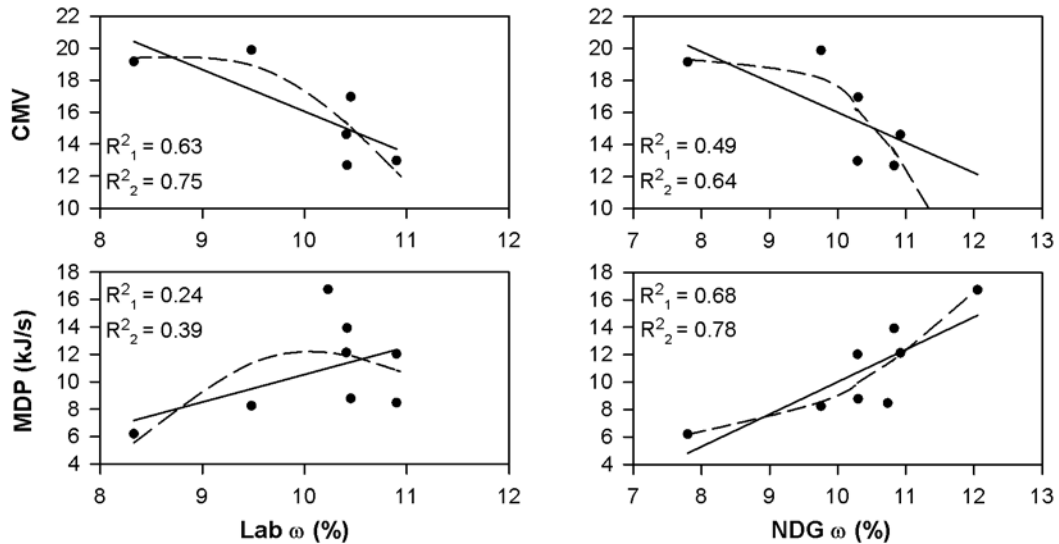 22
20
18
16
14
12
10
CMV
R²₁ = 0.63
R²₂ = 0.75
8 9 10 11 12
22
20
18
16
14
12
10
R²₁ = 0.49
R²₂ = 0.64
7 8 9 10 11 12 13
18
16
14
12
10
8
6
4
MDP (kJ/s)
R²₁ = 0.24
R²₂ = 0.39
8 9 10 11 12
Lab ω (%)
18
16
14
12
10
8
6
4
R²₁ = 0.68
R²₂ = 0.78
7 8 9 10 11 12 13
NDG ω (%)